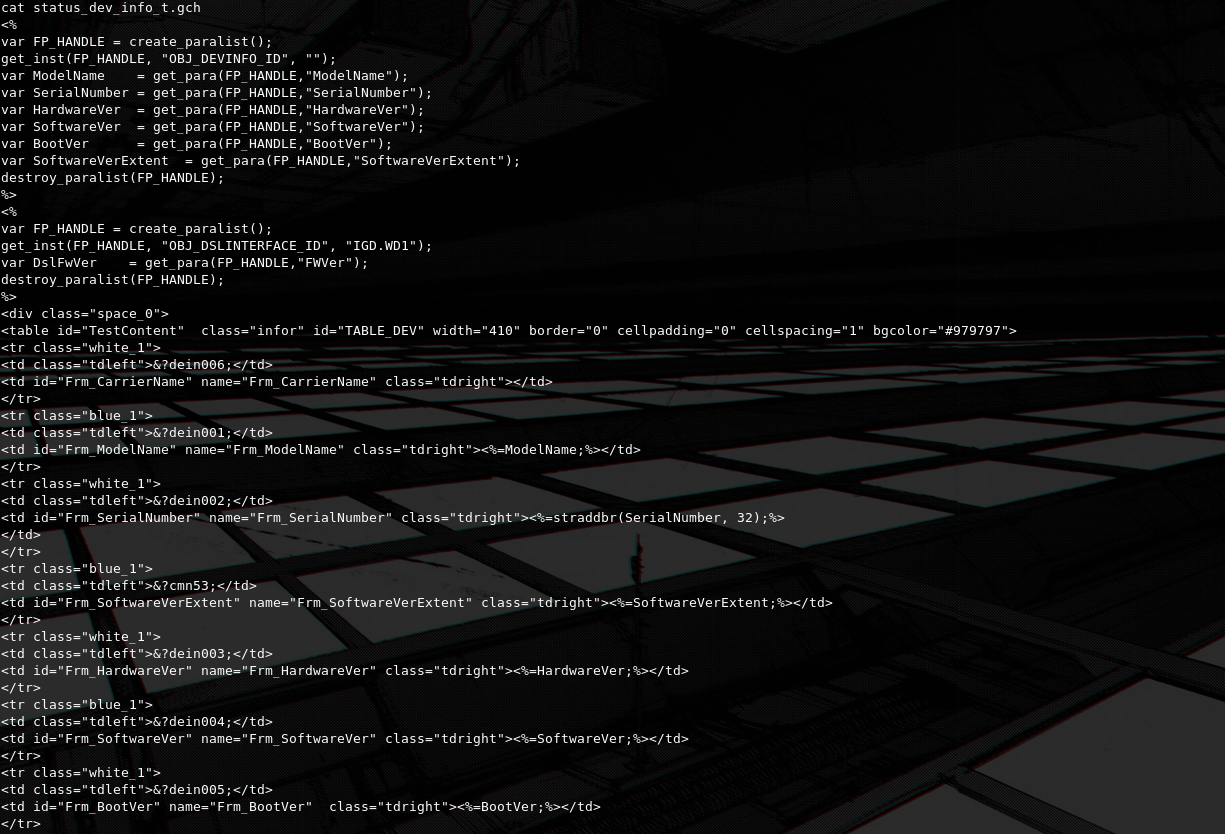 cat status_dev_info_t.gch
<%
var FP_HANDLE = create_paralist();
get_inst(FP_HANDLE, "OBJ_DEVINFO_ID", "");
var ModelName    = get_para(FP_HANDLE,"ModelName");
var SerialNumber = get_para(FP_HANDLE,"SerialNumber");
var HardwareVer  = get_para(FP_HANDLE,"HardwareVer");
var SoftwareVer  = get_para(FP_HANDLE,"SoftwareVer");
var BootVer      = get_para(FP_HANDLE,"BootVer");
var SoftwareVerExtent  = get_para(FP_HANDLE,"SoftwareVerExtent");
destroy_paralist(FP_HANDLE);
%>
<%
var FP_HANDLE = create_paralist();
get_inst(FP_HANDLE, "OBJ_DSLINTERFACE_ID", "IGD.WD1");
var DslFwVer    = get_para(FP_HANDLE,"FWVer");
destroy_paralist(FP_HANDLE);
%>
<div class="space_0">
<table id="TestContent"  class="infor" id="TABLE_DEV" width="410" border="0" cellpadding="0" cellspacing="1" bgcolor="#979797">
<tr class="white_1">
<td class="tdleft">&?dein006;</td>
<td id="Frm_CarrierName" name="Frm_CarrierName" class="tdright"></td>
</tr>
<tr class="blue_1">
<td class="tdleft">&?dein001;</td>
<td id="Frm_ModelName" name="Frm_ModelName" class="tdright"><%=ModelName;%></td>
</tr>
<tr class="white_1">
<td class="tdleft">&?dein002;</td>
<td id="Frm_SerialNumber" name="Frm_SerialNumber" class="tdright"><%=straddbr(SerialNumber, 32);%>
</td>
</tr>
<tr class="blue_1">
<td class="tdleft">&?cmn53;</td>
<td id="Frm_SoftwareVerExtent" name="Frm_SoftwareVerExtent" class="tdright"><%=SoftwareVerExtent;%></td>
</tr>
<tr class="white_1">
<td class="tdleft">&?dein003;</td>
<td id="Frm_HardwareVer" name="Frm_HardwareVer" class="tdright"><%=HardwareVer;%></td>
</tr>
<tr class="blue_1">
<td class="tdleft">&?dein004;</td>
<td id="Frm_SoftwareVer" name="Frm_SoftwareVer" class="tdright"><%=SoftwareVer;%></td>
</tr>
<tr class="white_1">
<td class="tdleft">&?dein005;</td>
<td id="Frm_BootVer" name="Frm_BootVer"  class="tdright"><%=BootVer;%></td>
</tr>